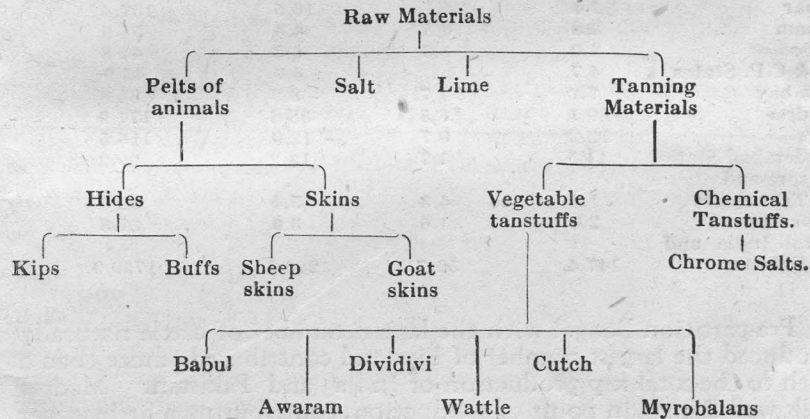 Raw Materials
Pelts of animals
Salt
Lime
Tanning Materials
Hides
Skins
Vegetable tanstuffs
Chemical Tanstuffs.
Kips
Buffs
Sheep skins
Goat skins
Chrome Salts.
Babul
Dividivi
Cutch
Awaram
Wattle
Myrobalans